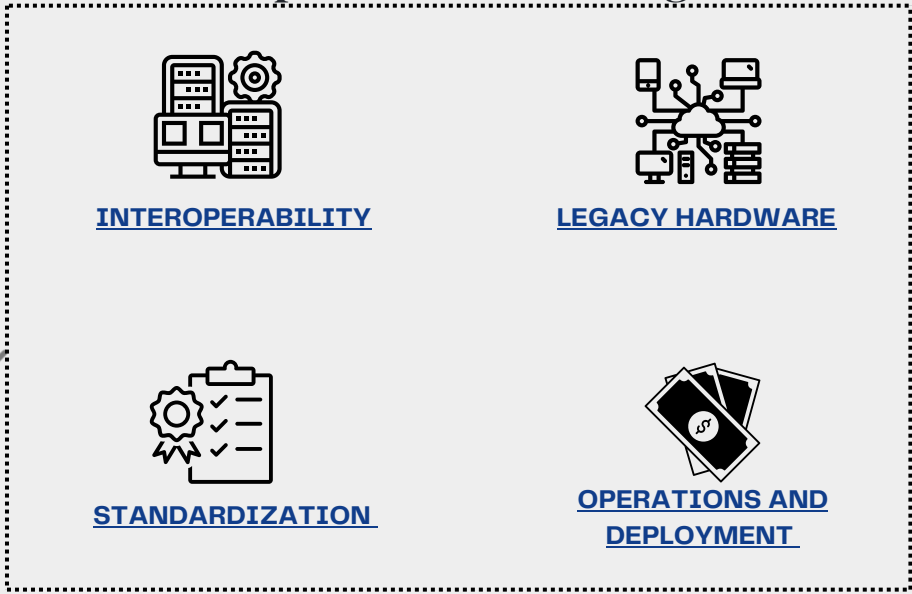 INTEROPERABILITY
LEGACY HARDWARE
STANDARDIZATION
OPERATIONS AND
DEPLOYMENT